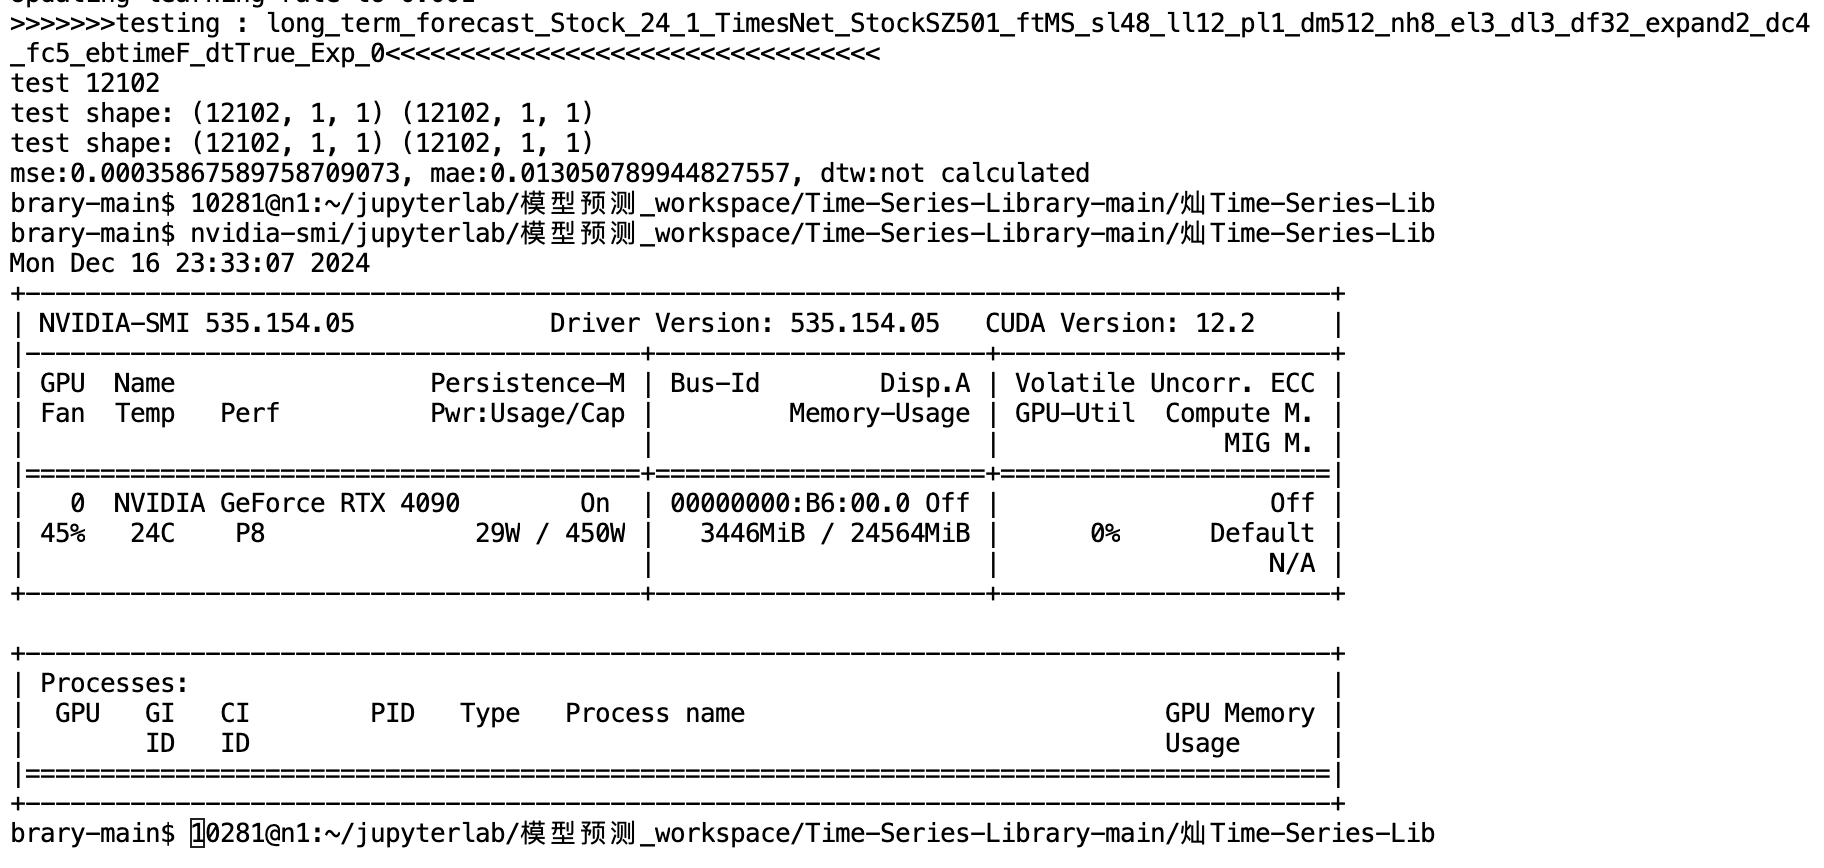 >>>>>>>testing : long_term_forecast_Stock_24_1_TimesNet_StockSZ501_ftMS_sl48_ll12_pl1_dm512_nh8_el3_dl3_df32_expand2_dc4
_fc5_ebtimeF_dtTrue_Exp_0<<<<<<<<<<<<<<<<<<<<<<<<<<<<<<<<<
test 12102
test shape: (12102, 1, 1) (12102, 1, 1)
test shape: (12102, 1, 1) (12102, 1, 1)
mse:0.00035867589758709073, mae:0.013050789944827557, dtw:not calculated
brary-main$ 10281@n1:~/jupyterlab/模型预测_workspace/Time-Series-Library-main/灿Time-Series-Lib
brary-main$ nvidia-smi/jupyterlab/模型预测_workspace/Time-Series-Library-main/灿Time-Series-Lib
Mon Dec 16 23:33:07 2024
+---------------------------------------------------------------------------------------+
| NVIDIA-SMI 535.154.05             Driver Version: 535.154.05   CUDA Version: 12.2     |
|-----------------------------------------+----------------------+----------------------+
| GPU  Name                 Persistence-M | Bus-Id        Disp.A | Volatile Uncorr. ECC |
| Fan  Temp   Perf          Pwr:Usage/Cap |         Memory-Usage | GPU-Util  Compute M. |
|                                         |                      |               MIG M. |
|=========================================+======================+======================|
|   0  NVIDIA GeForce RTX 4090        On  | 00000000:B6:00.0 Off |                  Off |
| 45%   24C    P8                29W / 450W |   3446MiB / 24564MiB |      0%      Default |
|                                         |                      |                  N/A |
+-----------------------------------------+----------------------+----------------------+
+---------------------------------------------------------------------------------------+
| Processes:                                                                            |
|  GPU   GI   CI        PID   Type   Process name                            GPU Memory |
|        ID   ID                                                             Usage      |
|=======================================================================================|
+---------------------------------------------------------------------------------------+
brary-main$ 10281@n1:~/jupyterlab/模型预测_workspace/Time-Series-Library-main/灿Time-Series-Lib